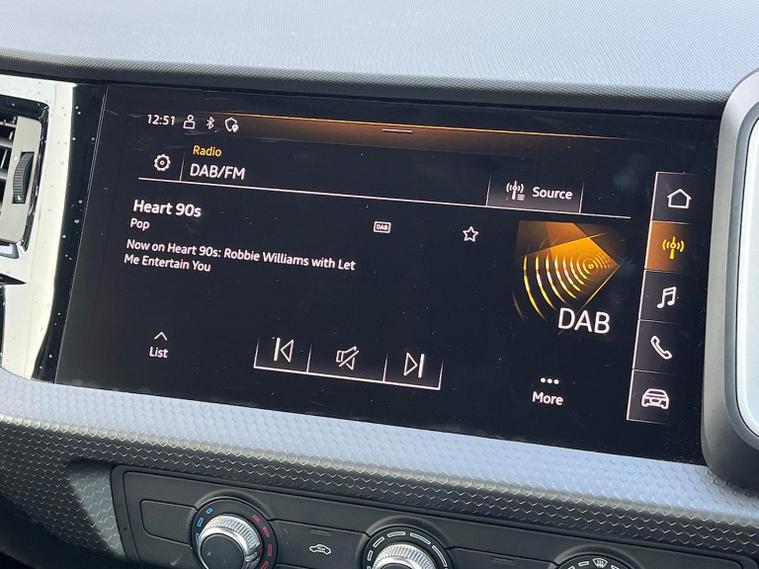 12:51
Radio
DAB/FM
Source
Heart 90s
DAB
Pop
Now on Heart 90s: Robbie Williams with Let
Me Entertain You
DAB
List
More